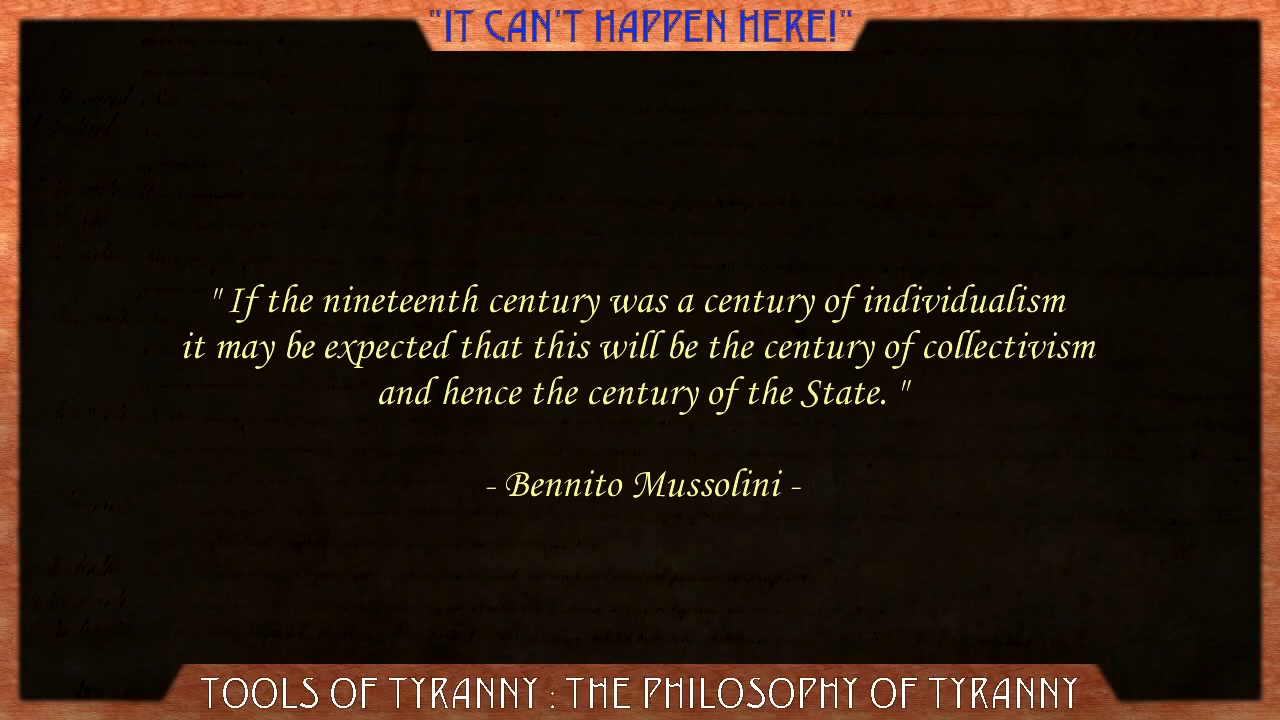 "IT CAN'T HAPPEN HERE!"
" If the nineteenth century was a century of individualism
it may be expected that this will be the century of collectivism
and hence the century of the State. "
- Bennito Mussolini -
TOOLS OF TYRANNY : THE PHILOSOPHY OF TYRANNY